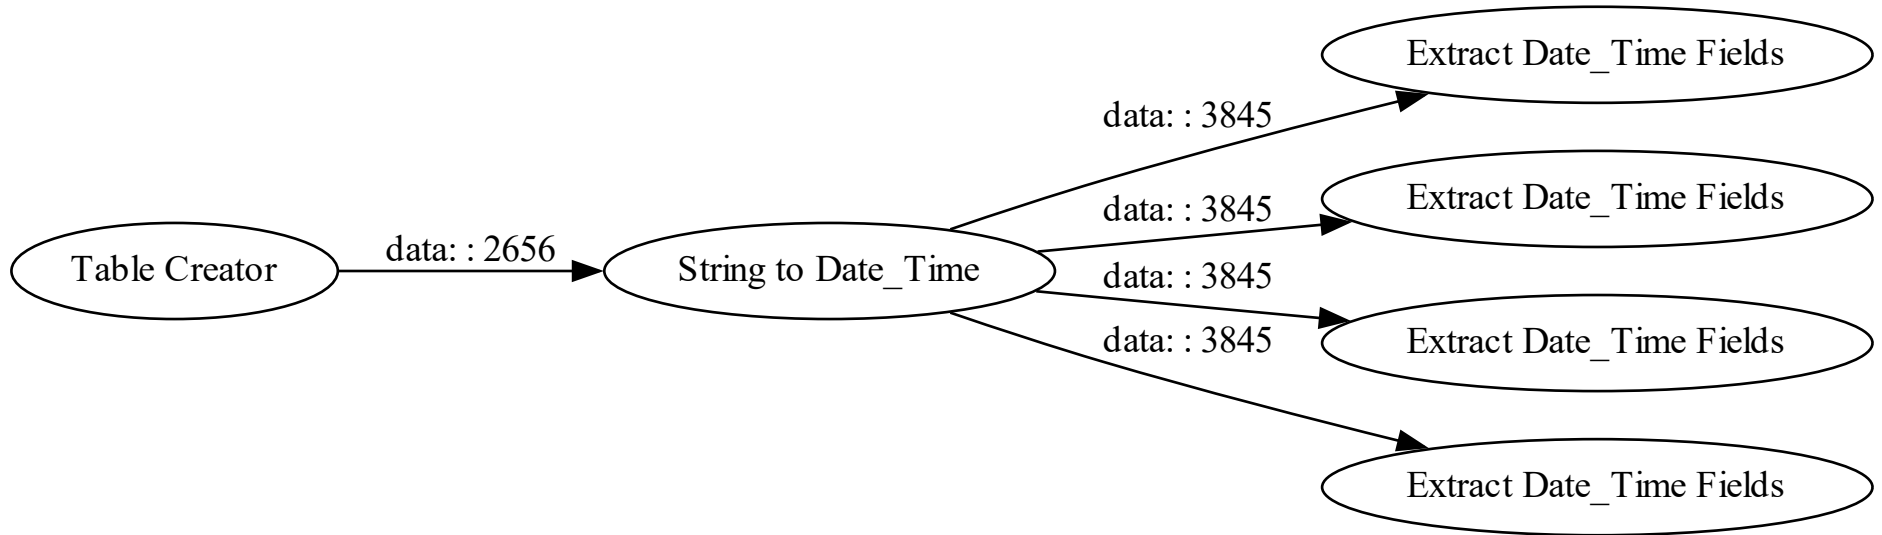 Extract Date_Time Fields
data: : 3845
Extract Date_Time Fields
data: : 3845
Table Creator
data: : 2656
String to Date_Time
data: : 3845
Extract Date_Time Fields
data: : 3845
Extract Date_Time Fields